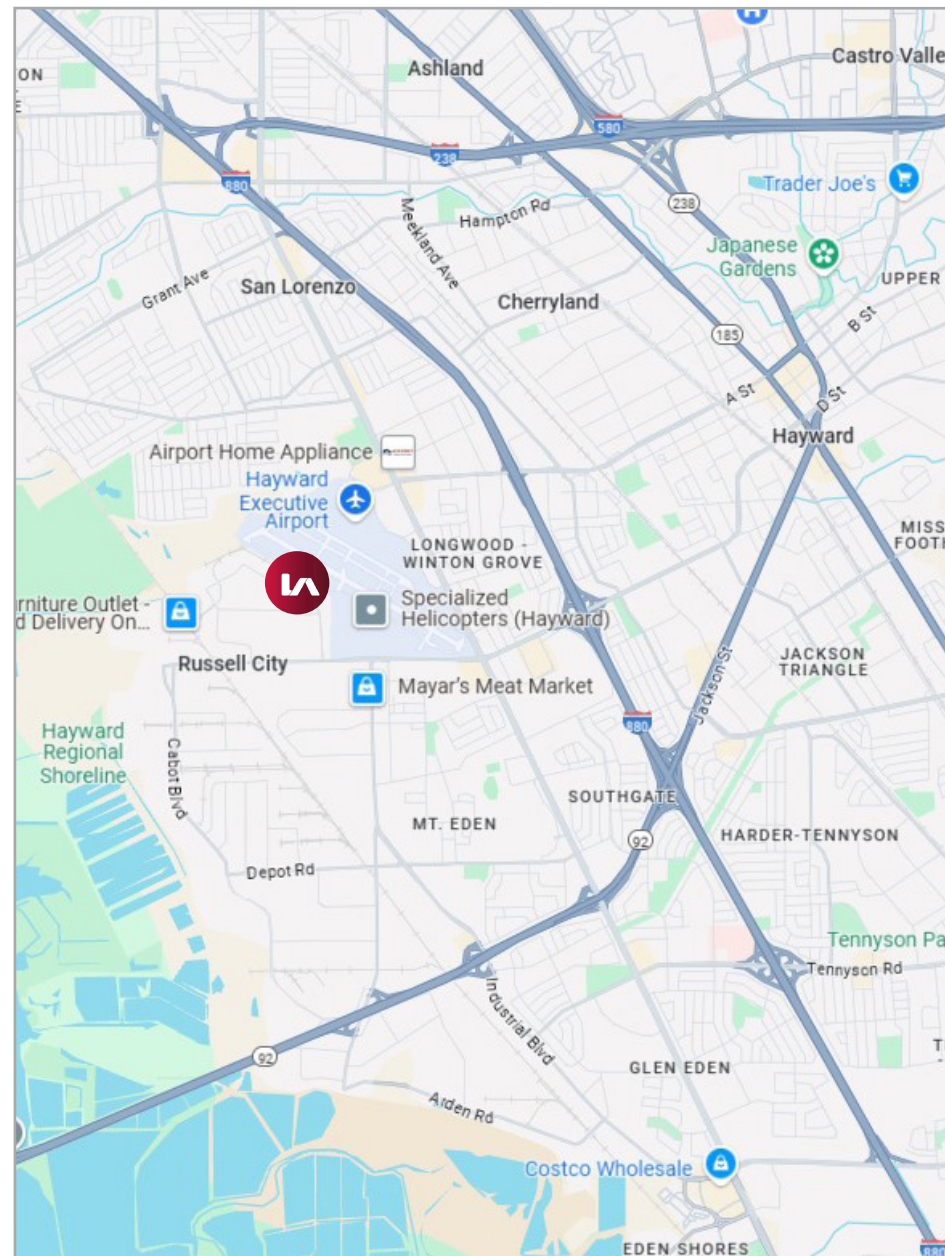 Ashland
Castro Valle
ON
E
580
238
880
Trader Joe's
238
Hampton Rd
Meekland Ave
Japanese
Gardens
UPPER
Grant Ave
San Lorenzo
Cherryland
B St
185
A St
D St
Hayward
Airport Home Appliance
Hayward
Executive
Airport
MISS
FOOTH
LONGWOOD -
WINTON GROVE
Specialized
Helicopters (Hayward)
urniture Outlet -
d Delivery On...
Russell City
JACKSON
TRIANGLE
Mayar's Meat Market
Jackson St
880
Hayward
Regional
Shoreline
Cabot Blvd
SOUTHGATE
MT. EDEN
92
HARDER-TENNYSON
Depot Rd
Tennyson Pa
Tennyson Rd
Industrial Blvd
92
GLEN EDEN
T
Arden Rd
Costco Wholesale
EDEN SHORES
880